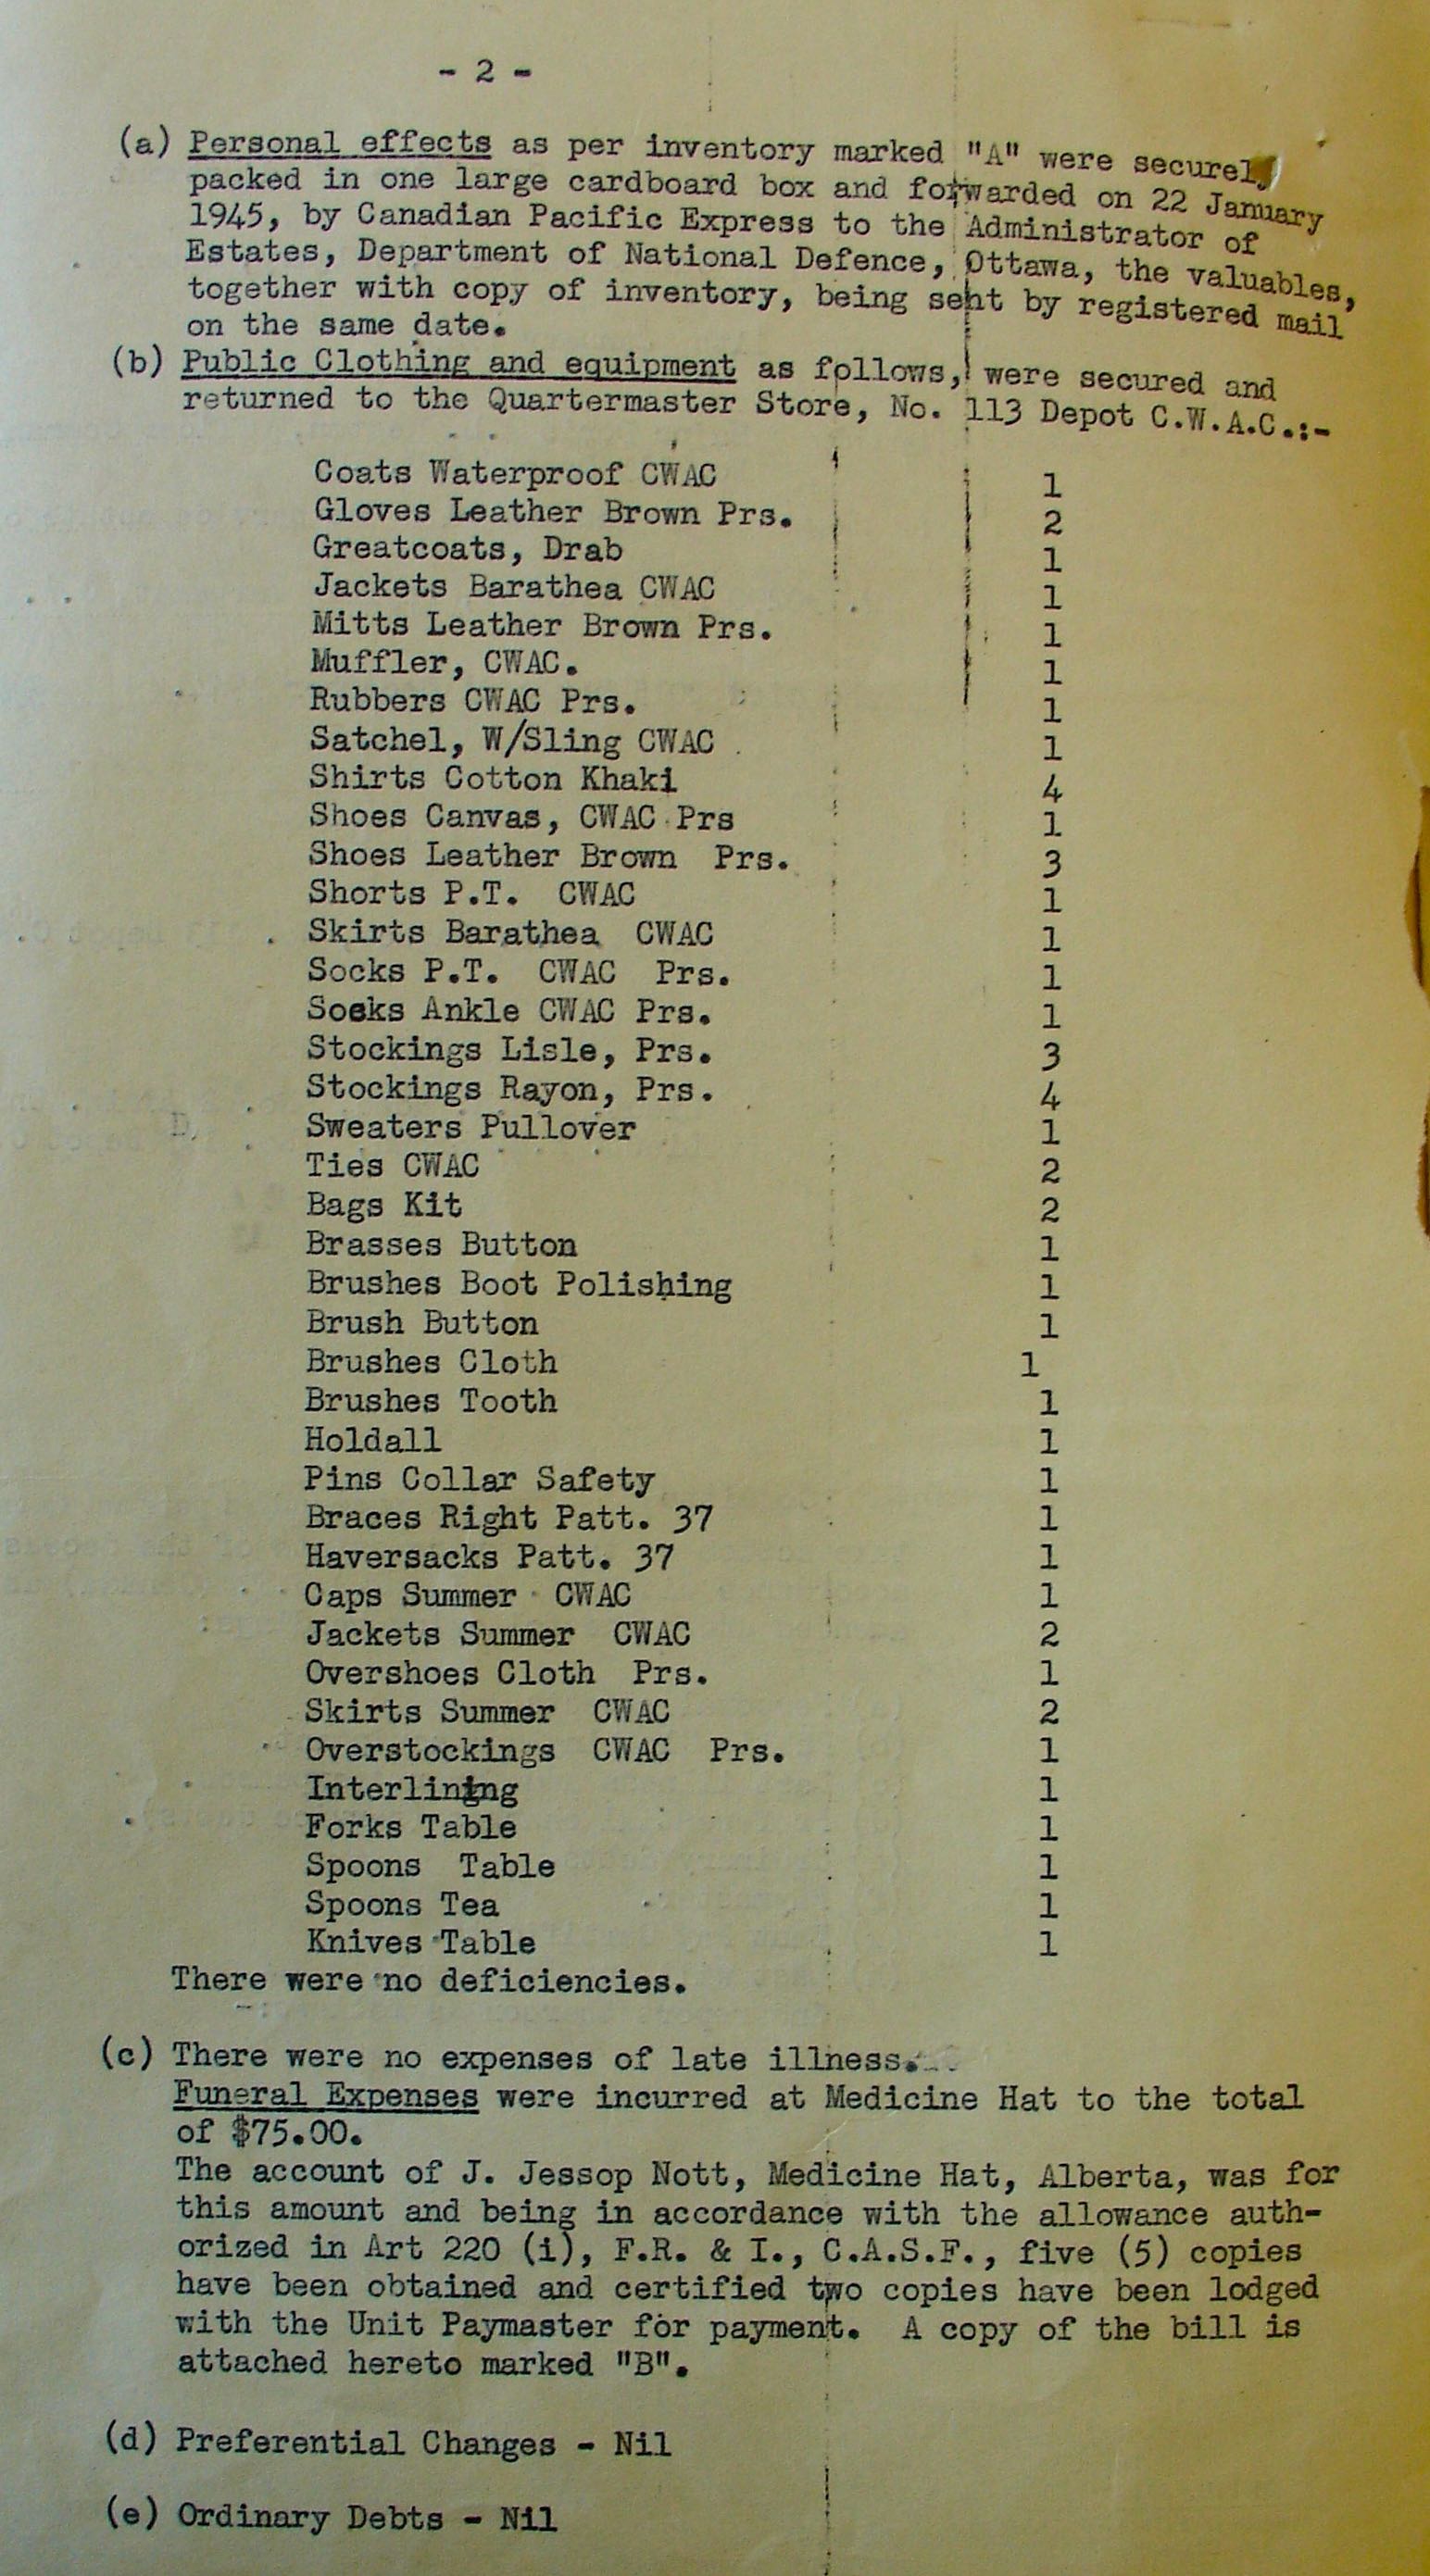 - 2 -
(a) Personal effects as per inventory marked "A" were securely
packed in one large cardboard box and forwarded on 22 January
1945, by Canadian Pacific Express to the Administrator of
Estates, Department of National Defence, Ottawa, the valuables,
together with copy of inventory, being sent by registered mail
on the same date.
(b) Public Clothing and equipment as follows, were secured and
returned to the Quartermaster Store, No. 113 Depot C.W.A.C.:-
Coats Waterproof CWAC 1
Gloves Leather Brown Prs. 2
Greatcoats, Drab 1
Jackets Barathea CWAC 1
Mitts Leather Brown Prs. 1
Muffler, CWAC. 1
Rubbers CWAC Prs. 1
Satchel, W/Sling CWAC 1
Shirts Cotton Khaki 4
Shoes Canvas, CWAC Prs 1
Shoes Leather Brown Prs. 3
Shorts P.T. CWAC 1
Skirts Barathea CWAC 1
Socks P.T. CWAC Prs. 1
Socks Ankle CWAC Prs. 1
Stockings Lisle, Prs. 3
Stockings Rayon, Prs. 4
Sweaters Pullover 1
Ties CWAC 2
Bags Kit 2
Brasses Button 1
Brushes Boot Polishing 1
Brush Button 1
Brushes Cloth 1
Brushes Tooth 1
Holdall 1
Pins Collar Safety 1
Braces Right Patt. 37 1
Haversacks Patt. 37 1
Caps Summer CWAC 1
Jackets Summer CWAC 2
Overshoes Cloth Prs. 1
Skirts Summer CWAC 2
Overstockings CWAC Prs. 1
Interlining 1
Forks Table 1
Spoons Table 1
Spoons Tea 1
Knives Table 1
There were no deficiencies.
(c) There were no expenses of late illness.
Funeral Expenses were incurred at Medicine Hat to the total
of $75.00.
The account of J. Jessop Nott, Medicine Hat, Alberta, was for
this amount and being in accordance with the allowance auth-
orized in Art 220 (i), F.R. & I., C.A.S.F., five (5) copies
have been obtained and certified two copies have been lodged
with the Unit Paymaster for payment. A copy of the bill is
attached hereto marked "B".
(d) Preferential Changes - Nil
(e) Ordinary Debts - Nil